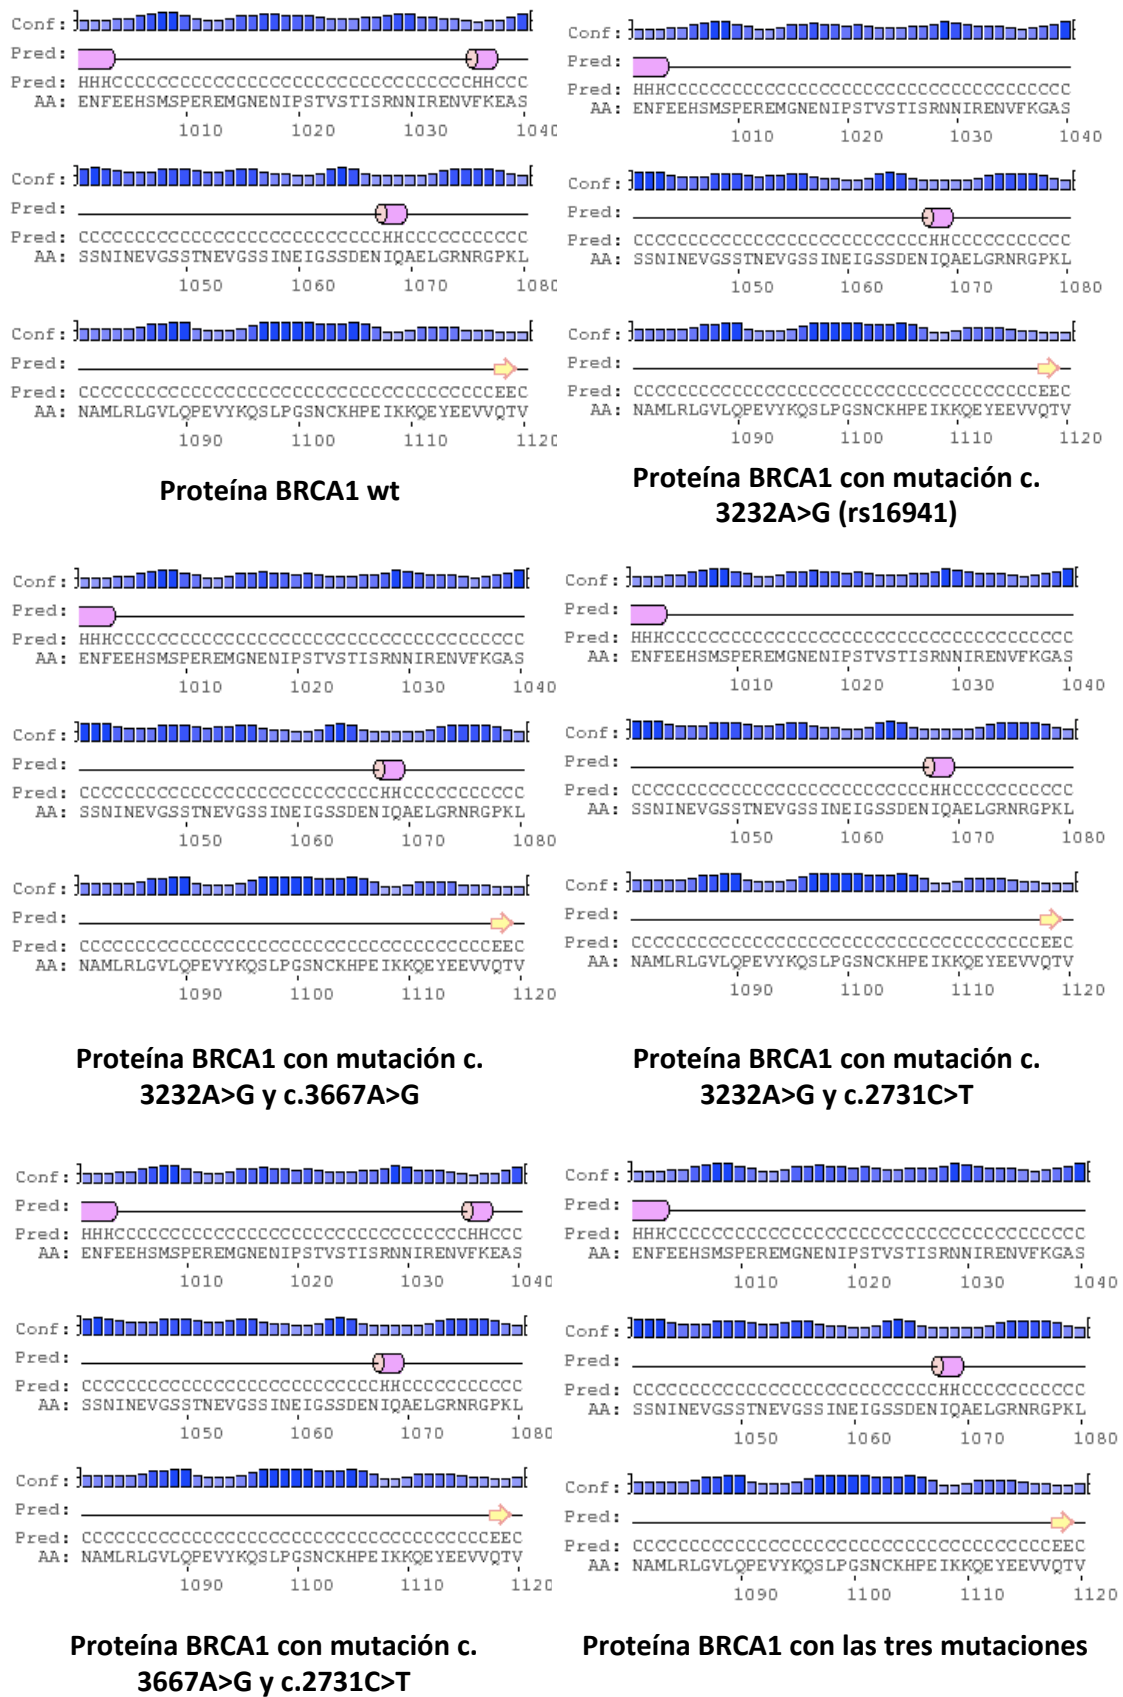 Conf:
Pred:
Pred: HHHCCCCCCCCCCCCCCCCCCCCCCCCCCCCCCCCHHCCC
AA: ENFEEHSMSPEREMGNENIPSTVSTISRNNIRENVFKEAS
1010 1020 1030 1040
Conf:
Pred:
Pred: CCCCCCCCCCCCCCCCCCCCCCCCCCCHHCCCCCCCCCCC
AA: SSNINEVGSSTNEVGSSINEIGSSDENIQAELGRNRGPKL
1050 1060 1070 1080
Conf:
Pred:
Pred: CCCCCCCCCCCCCCCCCCCCCCCCCCCCCCCCCCCCCEEC
AA: NAMLRLGVLQPEVYKQSLPGSNCKHPEIKKQEYEEVVQTV
1090 1100 1110 1120
Proteína BRCA1 wt
Conf:
Pred:
Pred: HHHCCCCCCCCCCCCCCCCCCCCCCCCCCCCCCCCCCCCC
AA: ENFEEHSMSPEREMGNENIPSTVSTISRNNIRENVFKGAS
1010 1020 1030 1040
Conf:
Pred:
Pred: CCCCCCCCCCCCCCCCCCCCCCCCCCCHHCCCCCCCCCCC
AA: SSNINEVGSSTNEVGSSINEIGSSDENIQAELGRNRGPKL
1050 1060 1070 1080
Conf:
Pred:
Pred: CCCCCCCCCCCCCCCCCCCCCCCCCCCCCCCCCCCCCEEC
AA: NAMLRLGVLQPEVYKQSLPGSNCKHPEIKKQEYEEVVQTV
1090 1100 1110 1120
Proteína BRCA1 con mutación c.
3232A>G (rs16941)
Conf:
Pred:
Pred: HHHCCCCCCCCCCCCCCCCCCCCCCCCCCCCCCCCCCCCC
AA: ENFEEHSMSPEREMGNENIPSTVSTISRNNIRENVFKGAS
1010 1020 1030 1040
Conf:
Pred:
Pred: CCCCCCCCCCCCCCCCCCCCCCCCCCCHHCCCCCCCCCCC
AA: SSNINEVGSSTNEVGSSINEIGSSDENIQAELGRNRGPKL
1050 1060 1070 1080
Conf:
Pred:
Pred: CCCCCCCCCCCCCCCCCCCCCCCCCCCCCCCCCCCCCEEC
AA: NAMLRLGVLQPEVYKQSLPGSNCKHPEIKKQEYEEVVQTV
1090 1100 1110 1120
Proteína BRCA1 con mutación c.
3232A>G y c.3667A>G
Conf:
Pred:
Pred: HHHCCCCCCCCCCCCCCCCCCCCCCCCCCCCCCCCCCCCC
AA: ENFEEHSMSPEREMGNENIPSTVSTISRNNIRENVFKGAS
1010 1020 1030 1040
Conf:
Pred:
Pred: CCCCCCCCCCCCCCCCCCCCCCCCCCCHHCCCCCCCCCCC
AA: SSNINEVGSSTNEVGSSINEIGSSDENIQAELGRNRGPKL
1050 1060 1070 1080
Conf:
Pred:
Pred: CCCCCCCCCCCCCCCCCCCCCCCCCCCCCCCCCCCCCEEC
AA: NAMLRLGVLQPEVYKQSLPGSNCKHPEIKKQEYEEVVQTV
1090 1100 1110 1120
Proteína BRCA1 con mutación c.
3232A>G y c.2731C>T
Conf:
Pred:
Pred: HHHCCCCCCCCCCCCCCCCCCCCCCCCCCCCCCCCHHCCC
AA: ENFEEHSMSPEREMGNENIPSTVSTISRNNIRENVFKEAS
1010 1020 1030 1040
Conf:
Pred:
Pred: CCCCCCCCCCCCCCCCCCCCCCCCCCCHHCCCCCCCCCCC
AA: SSNINEVGSSTNEVGSSINEIGSSDENIQAELGRNRGPKL
1050 1060 1070 1080
Conf:
Pred:
Pred: CCCCCCCCCCCCCCCCCCCCCCCCCCCCCCCCCCCCCEEC
AA: NAMLRLGVLQPEVYKQSLPGSNCKHPEIKKQEYEEVVQTV
1090 1100 1110 1120
Proteína BRCA1 con mutación c.
3667A>G y c.2731C>T
Conf:
Pred:
Pred: HHHCCCCCCCCCCCCCCCCCCCCCCCCCCCCCCCCCCCCC
AA: ENFEEHSMSPEREMGNENIPSTVSTISRNNIRENVFKGAS
1010 1020 1030 1040
Conf:
Pred:
Pred: CCCCCCCCCCCCCCCCCCCCCCCCCCCHHCCCCCCCCCCC
AA: SSNINEVGSSTNEVGSSINEIGSSDENIQAELGRNRGPKL
1050 1060 1070 1080
Conf:
Pred:
Pred: CCCCCCCCCCCCCCCCCCCCCCCCCCCCCCCCCCCCCEEC
AA: NAMLRLGVLQPEVYKQSLPGSNCKHPEIKKQEYEEVVQTV
1090 1100 1110 1120
Proteína BRCA1 con las tres mutaciones